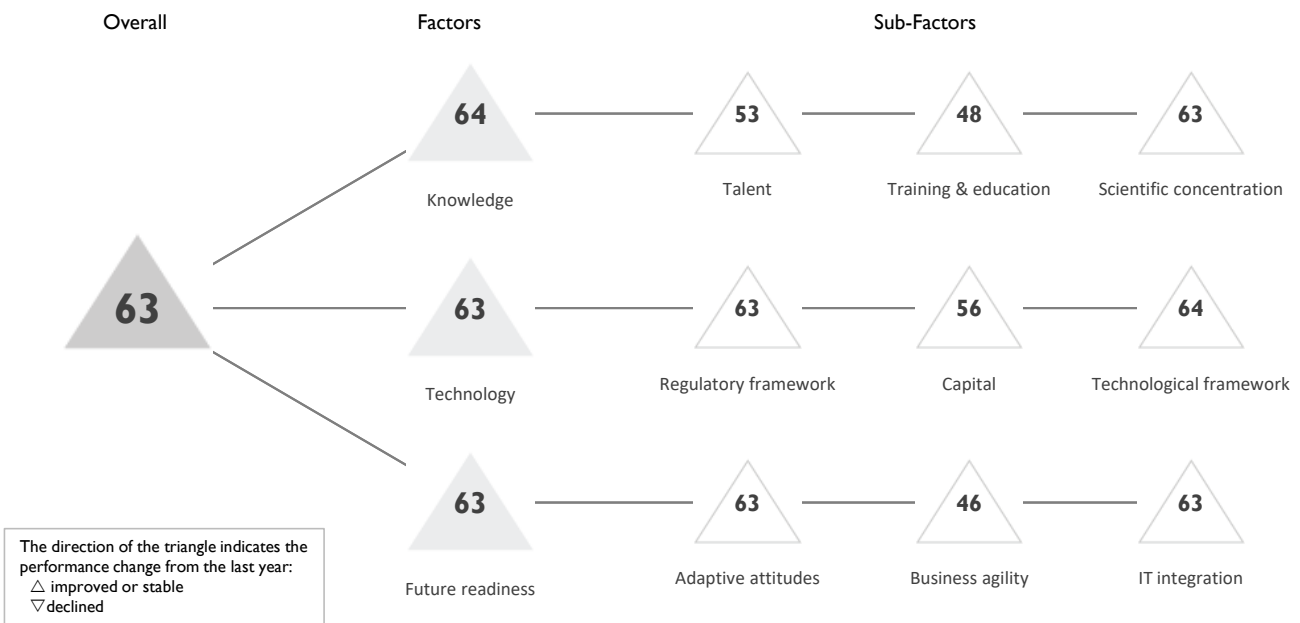 Overall Factors Sub-Factors
64 53 48 63
Knowledge Talent Training & education Scientific concentration
63
63 63 56 64
Technology Regulatory framework Capital Technological framework
63 63 46 63
Future readiness Adaptive attitudes Business agility IT integration
The direction of the triangle indicates the
performance change from the last year:
△ improved or stable
▽ declined